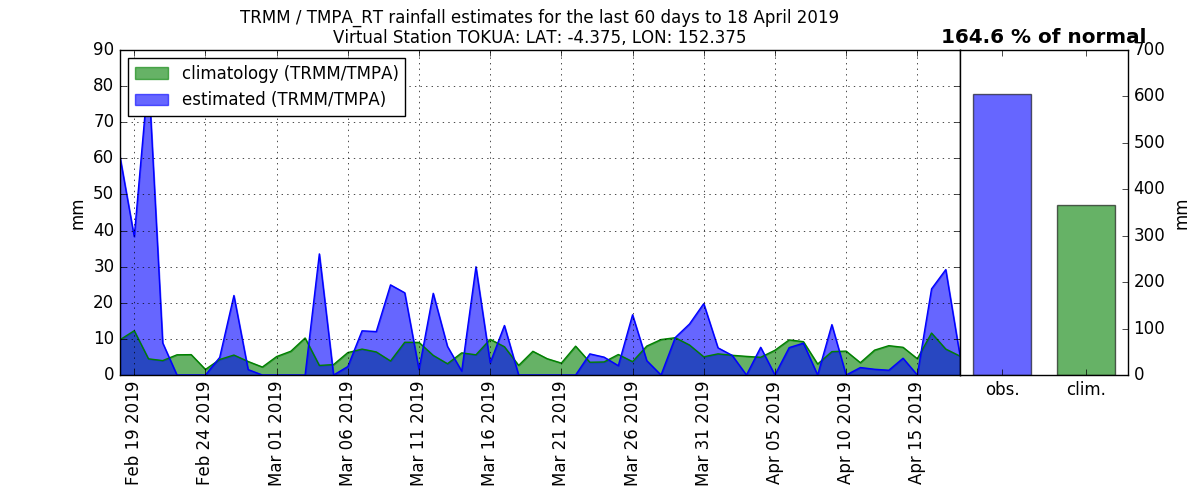 TRMM / TMPA_RT rainfall estimates for the last 60 days to 18 April 2019
Virtual Station TOKUA: LAT: -4.375, LON: 152.375
164.6 % of normal
climatology (TRMM/TMPA)
estimated (TRMM/TMPA)
mm
90
80
70
60
50
40
30
20
10
0
Feb 19 2019
Feb 24 2019
Mar 01 2019
Mar 06 2019
Mar 11 2019
Mar 16 2019
Mar 21 2019
Mar 26 2019
Mar 31 2019
Apr 05 2019
Apr 10 2019
Apr 15 2019
700
600
500
400
300
200
100
0
mm
obs.
clim.